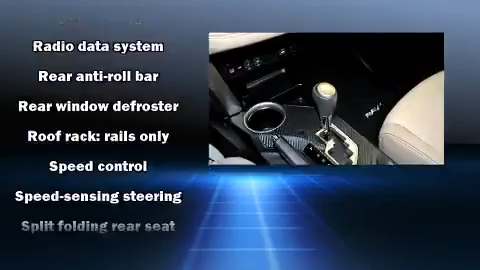 Radio data system
Rear anti-roll bar
Rear window defroster
Roof rack: rails only
Speed control
Speed-sensing steering
Split folding rear seat